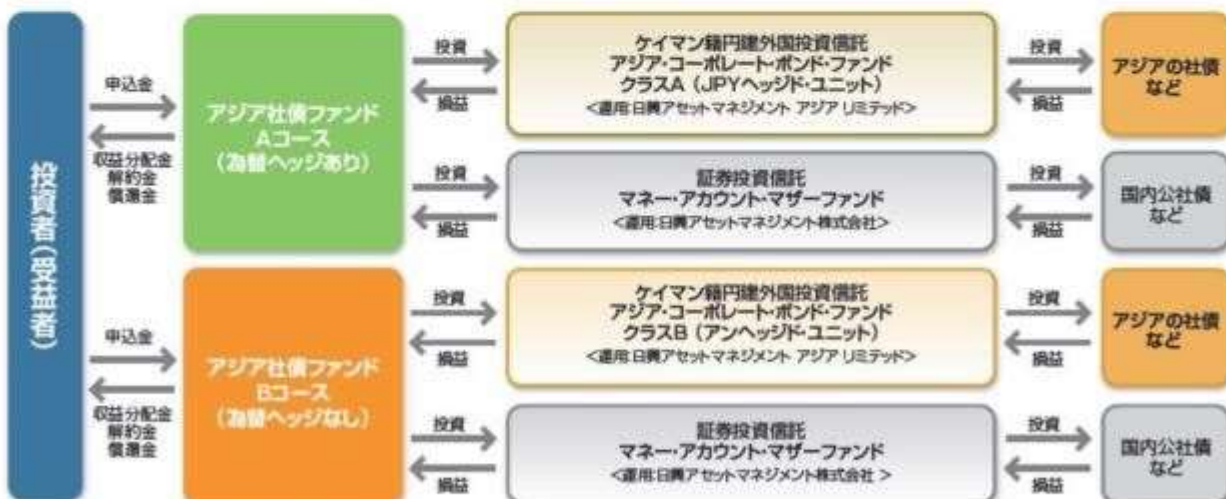 投資者(受益者)
申込金
収益分配金
解約金
償還金
アジア社債ファンド
Aコース
(為替ヘッジあり)
投資
損益
ケイマン籍円建外国投資信託
アジア・コーポレート・ボンド・ファンド
クラスA(JPYヘッジド・ユニット)
<運用:日興アセットマネジメント アジア リミテッド>
投資
損益
アジアの社債
など
投資
損益
証券投資信託
マネー・アカウント・マザーファンド
<運用:日興アセットマネジメント株式会社>
投資
損益
国内公社債
など
申込金
収益分配金
解約金
償還金
アジア社債ファンド
Bコース
(為替ヘッジなし)
投資
損益
ケイマン籍円建外国投資信託
アジア・コーポレート・ボンド・ファンド
クラスB(アンヘッジド・ユニット)
<運用:日興アセットマネジメント アジア リミテッド>
投資
損益
アジアの社債
など
投資
損益
証券投資信託
マネー・アカウント・マザーファンド
<運用:日興アセットマネジメント株式会社 >
投資
損益
国内公社債
など